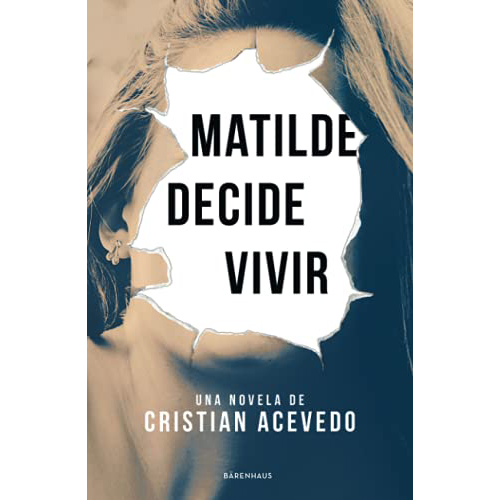 MATILDE
DECIDE
VIVIR
UNA NOVELA DE
CRISTIAN ACEVEDO
BÄRENHAUS